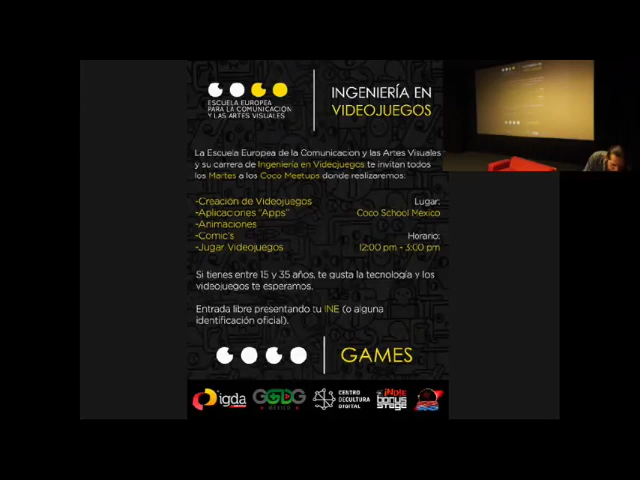 ESCUELA EUROPEA
PARA LA COMUNICACIÓN
Y LAS ARTES VISUALES
INGENIERÍA EN
VIDEOJUEGOS
La Escuela Europea de la Comunicacion y las Artes Visuales
y su carrera de Ingeniería en Videojuegos te invitan todos
los Martes a los Coco Meetups donde realizaremos:
-Creación de Videojuegos
-Aplicaciones "Apps"
-Animaciones
-Comic's
-Jugar Videojuegos
Lugar:
Coco School Mexico
Horario:
12:00 pm - 3:00 pm
Si tienes entre 15 y 35 años, te gusta la tecnología y los
videojuegos te esperamos.
Entrada libre presentando tu INE (o alguna
identificación oficial).
GAMES
igda
MÉXICO
CENTRO
DE CULTURA
DIGITAL
INDIE
BONUS
STAGE